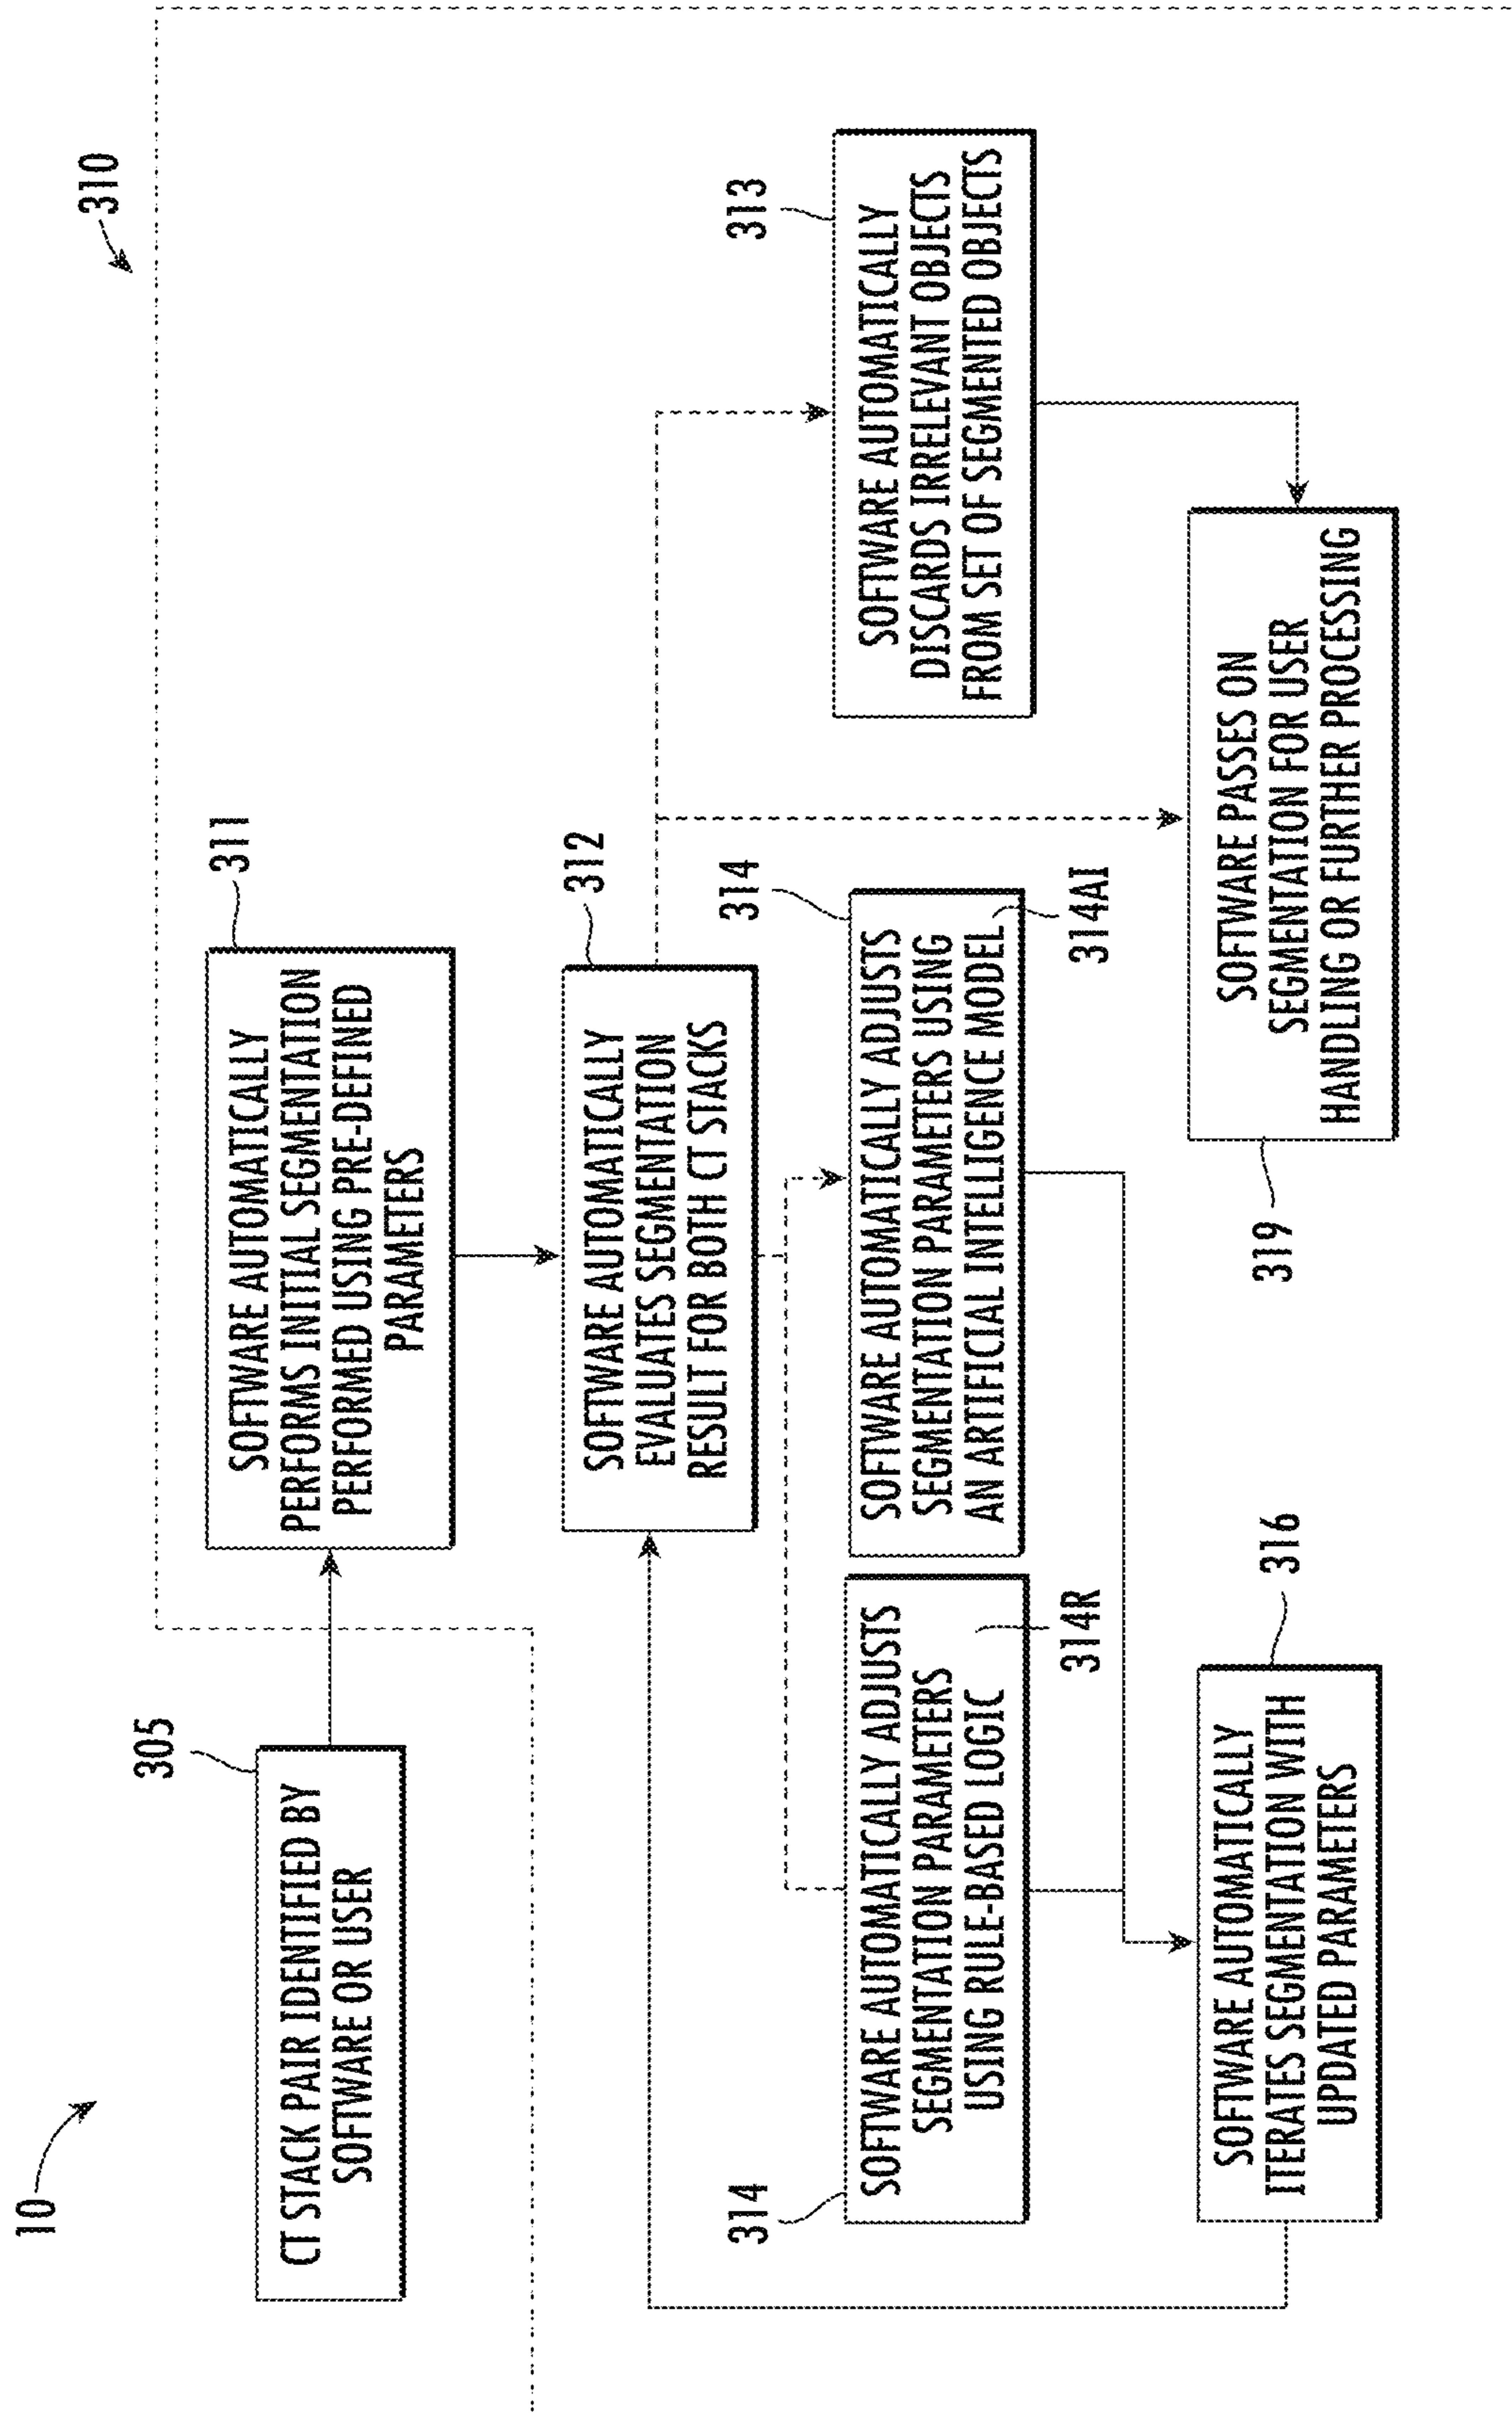 10
310
305
CT STACK PAIR IDENTIFIED BY
SOFTWARE OR USER
311
SOFTWARE AUTOMATICALLY
PERFORMS INITIAL SEGMENTATION
PERFORMED USING PRE-DEFINED
PARAMETERS
312
SOFTWARE AUTOMATICALLY
EVALUATES SEGMENTATION
RESULT FOR BOTH CT STACKS
314
SOFTWARE AUTOMATICALLY ADJUSTS
SEGMENTATION PARAMETERS
USING RULE-BASED LOGIC
314R
314
SOFTWARE AUTOMATICALLY ADJUSTS
SEGMENTATION PARAMETERS USING
AN ARTIFICIAL INTELLIGENCE MODEL
314AI
313
SOFTWARE AUTOMATICALLY
DISCARDS IRRELEVANT OBJECTS
FROM SET OF SEGMENTED OBJECTS
316
SOFTWARE AUTOMATICALLY
ITERATES SEGMENTATION WITH
UPDATED PARAMETERS
319
SOFTWARE PASSES ON
SEGMENTATION FOR USER
HANDLING OR FURTHER PROCESSING